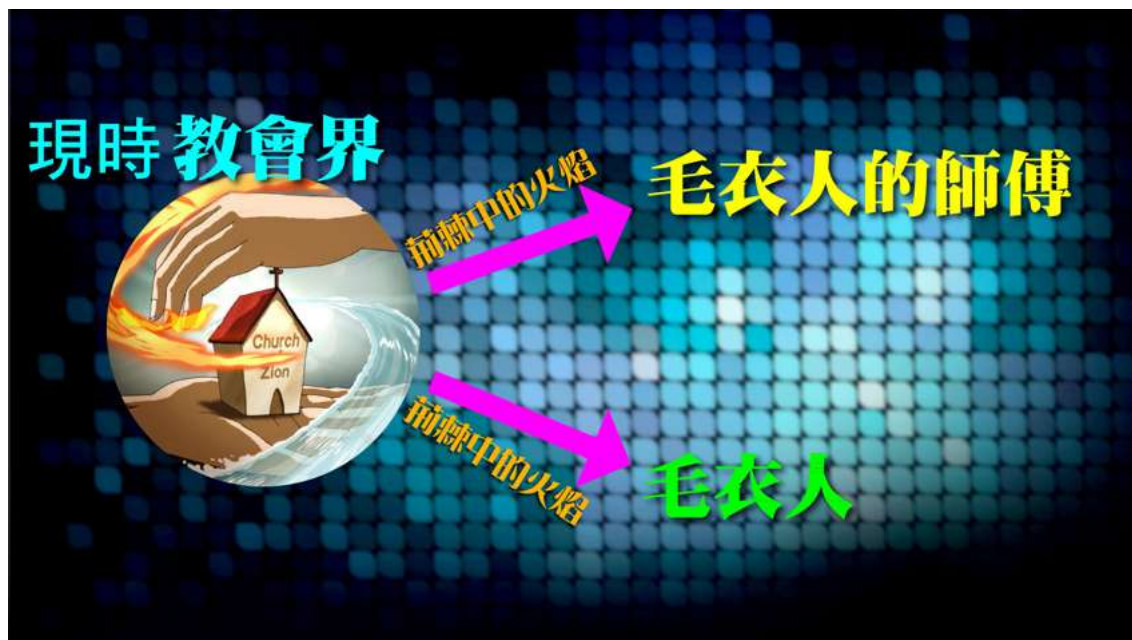 現時教會界
Church
Zion
荊棘中的火焰
毛衣人的師傅
荊棘中的火焰
毛衣人